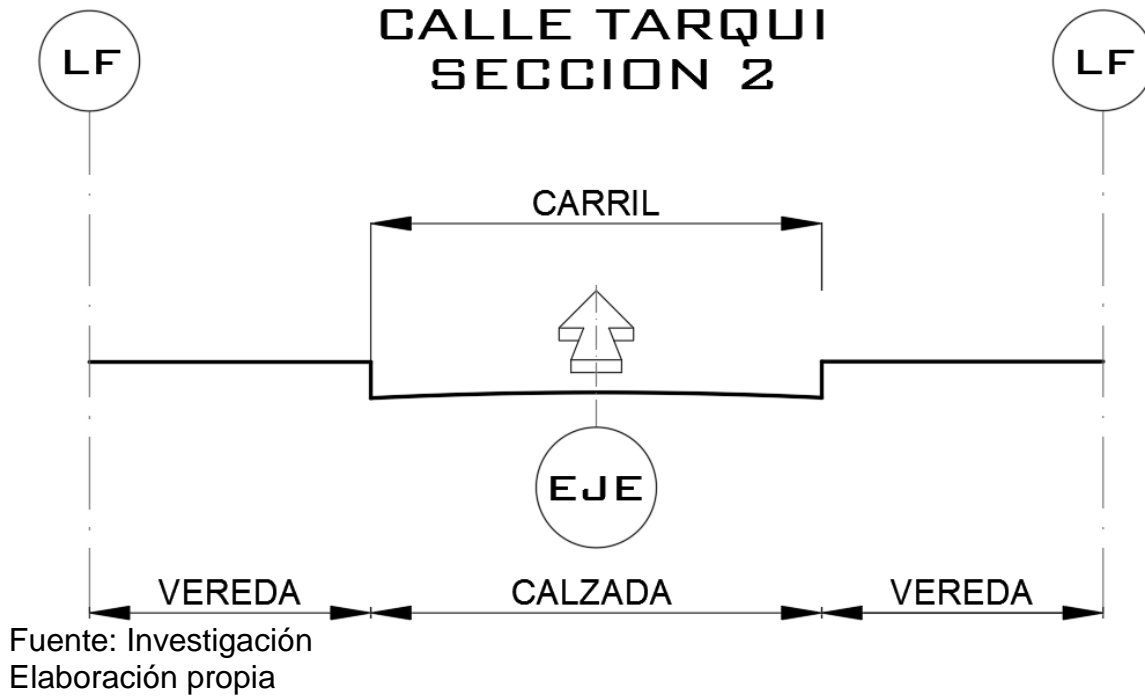 CALLE TARQUI
SECCION 2
LF
LF
CARRIL
EJE
VEREDA
CALZADA
VEREDA
Fuente: Investigación
Elaboración propia